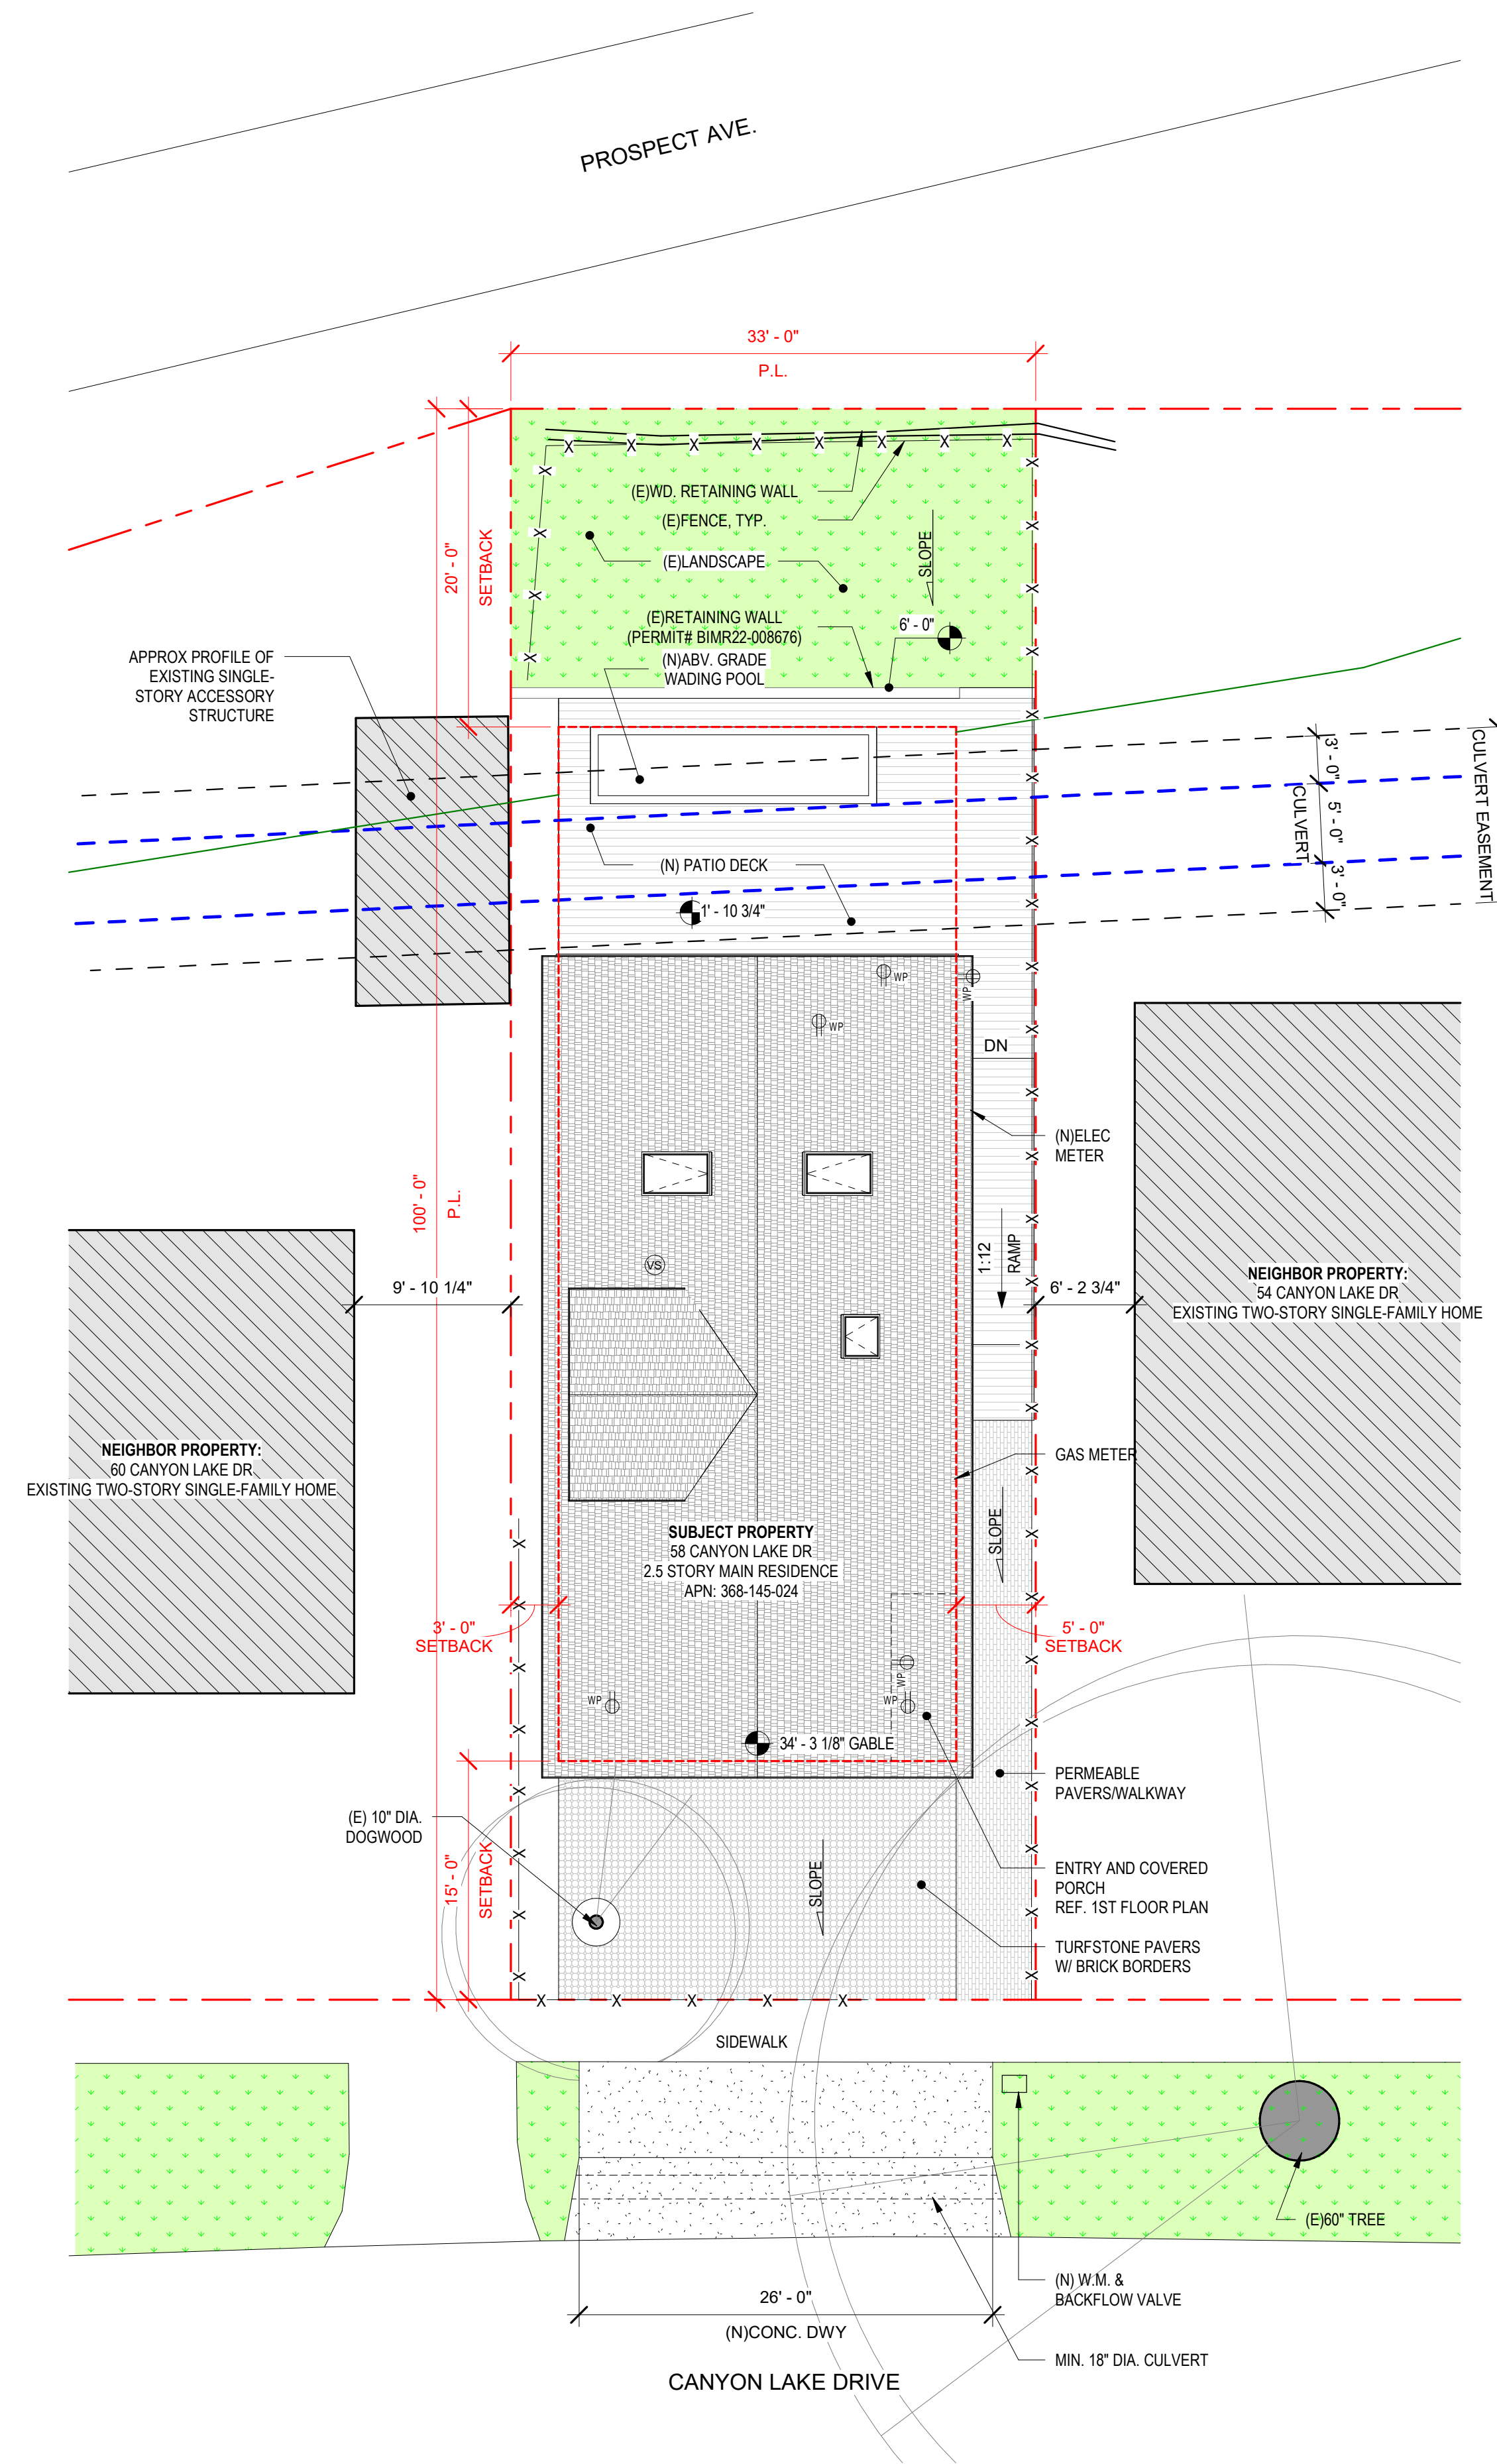 PROSPECT AVE.
33' - 0"
P.L.
(E)WD. RETAINING WALL
(E)FENCE, TYP.
20' - 0"
SETBACK
(E)LANDSCAPE
SLOPE
(E)RETAINING WALL
(PERMIT# BIMR22-008676)
6' - 0"
(N)ABV. GRADE
WADING POOL
APPROX PROFILE OF
EXISTING SINGLE-
STORY ACCESSORY
STRUCTURE
3' - 0"
5' - 0"
3' - 0"
CULVERT
CULVERT EASEMENT
(N) PATIO DECK
1' - 10 3/4"
WP
WP
WP
DN
(N)ELEC
METER
100' - 0"
P.L.
1:12
RAMP
VS
9' - 10 1/4"
6' - 2 3/4"
NEIGHBOR PROPERTY:
54 CANYON LAKE DR
EXISTING TWO-STORY SINGLE-FAMILY HOME
NEIGHBOR PROPERTY:
60 CANYON LAKE DR
EXISTING TWO-STORY SINGLE-FAMILY HOME
GAS METER
SLOPE
SUBJECT PROPERTY
58 CANYON LAKE DR
2.5 STORY MAIN RESIDENCE
APN: 368-145-024
3' - 0"
SETBACK
5' - 0"
SETBACK
WP
WP
WP
34' - 3 1/8" GABLE
PERMEABLE
PAVERS/WALKWAY
(E) 10" DIA.
DOGWOOD
15' - 0"
SETBACK
SLOPE
ENTRY AND COVERED
PORCH
REF. 1ST FLOOR PLAN
TURFSTONE PAVERS
W/ BRICK BORDERS
SIDEWALK
(E)60" TREE
(N) W.M. &
BACKFLOW VALVE
26' - 0"
(N)CONC. DWY
MIN. 18" DIA. CULVERT
CANYON LAKE DRIVE